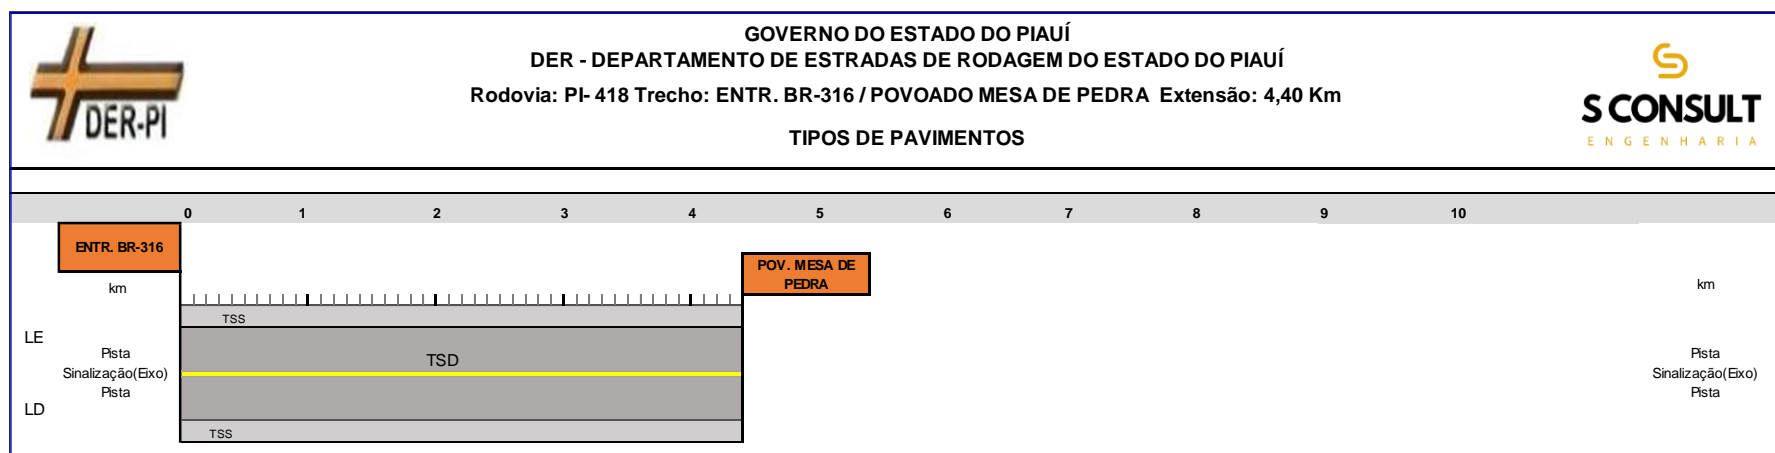 GOVERNO DO ESTADO DO PIAUÍ
DER - DEPARTAMENTO DE ESTRADAS DE RODAGEM DO ESTADO DO PIAUÍ
Rodovia: PI- 418 Trecho: ENTR. BR-316 / POVOADO MESA DE PEDRA Extensão: 4,40 Km
TIPOS DE PAVIMENTOS
DER-PI
S CONSULT
ENGENHARIA
0 1 2 3 4 5 6 7 8 9 10
ENTR. BR-316
POV. MESA DE
PEDRA
km
km
TSS
LE
Pista
TSD
Pista
Sinalização(Eixo)
Sinalização(Eixo)
Pista
Pista
LD
TSS